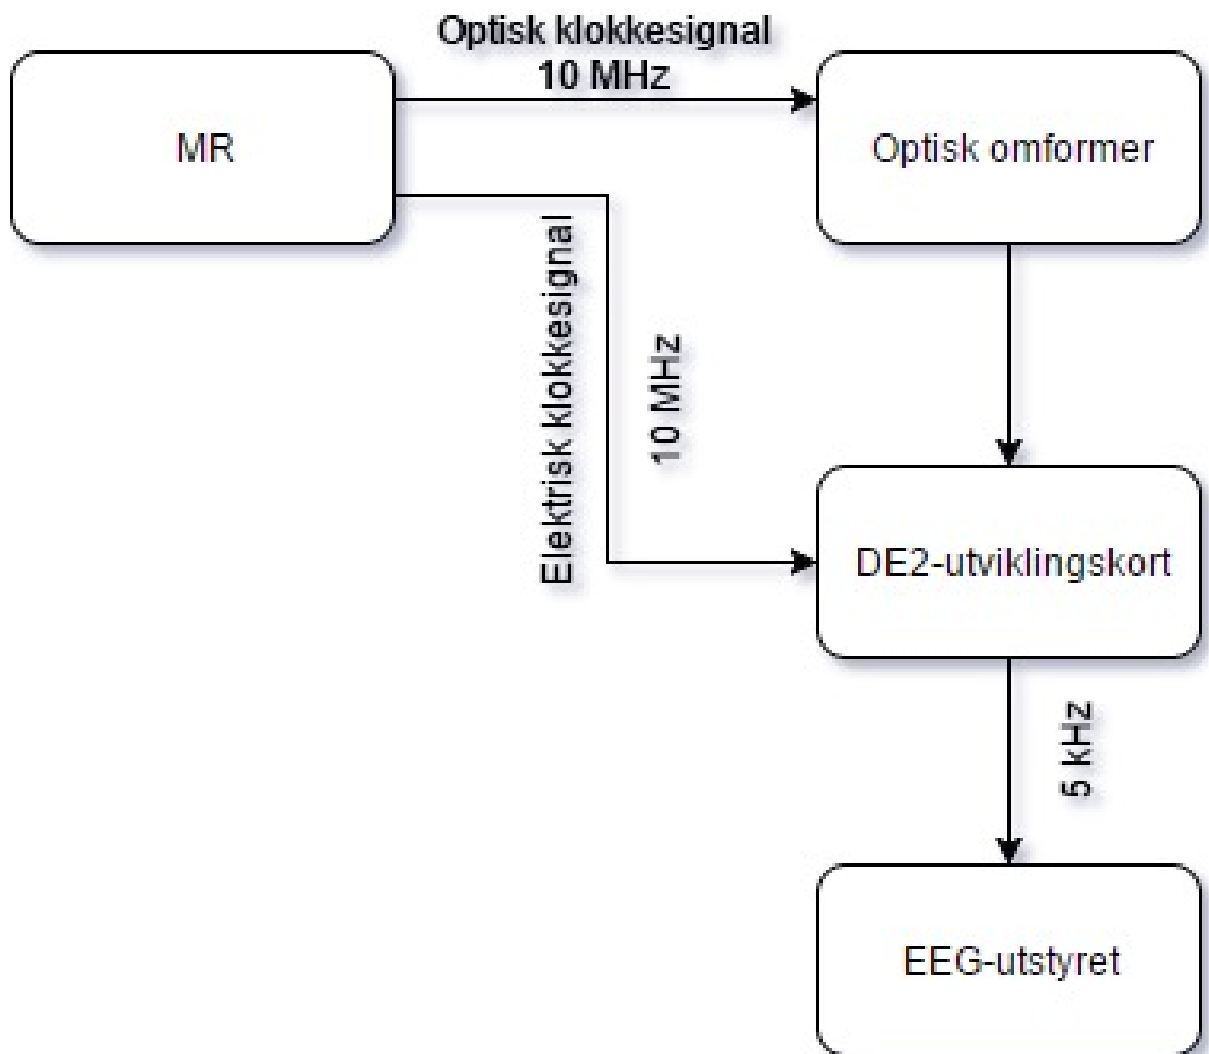 Optisk klokkesignal
10 MHz
MR
Optisk omformer
Elektrisk klokkesignal
10 MHz
DE2-utviklingskort
5 kHz
EEG-utstyret